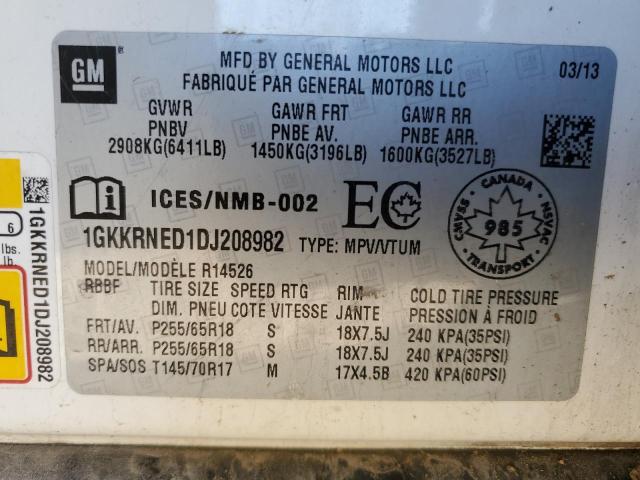 GM
MFD BY GENERAL MOTORS LLC
FABRIQUÉ PAR GENERAL MOTORS LLC
03/13
GVWR GAWR FRT GAWR RR
PNBV PNBE AV. PNBE ARR.
2908KG(6411LB) 1450KG(3196LB) 1600KG(3527LB)
ICES/NMB-002 EC
1GKKRNED1DJ208982 TYPE: MPV/VTUM
CANADA
CMVSS 985 NSVAC
TRANSPORT
MODEL/MODÈLE R14526
RBBF TIRE SIZE SPEED RTG RIM COLD TIRE PRESSURE
DIM. PNEU COTE VITESSE JANTE PRESSION À FROID
FRT/AV. P255/65R18 S 18X7.5J 240 KPA(35PSI)
RR/ARR. P255/65R18 S 18X7.5J 240 KPA(35PSI)
SPA/SOS T145/70R17 M 17X4.5B 420 KPA(60PSI)
1GKKRNED1DJ208982
6
lbs.
lb